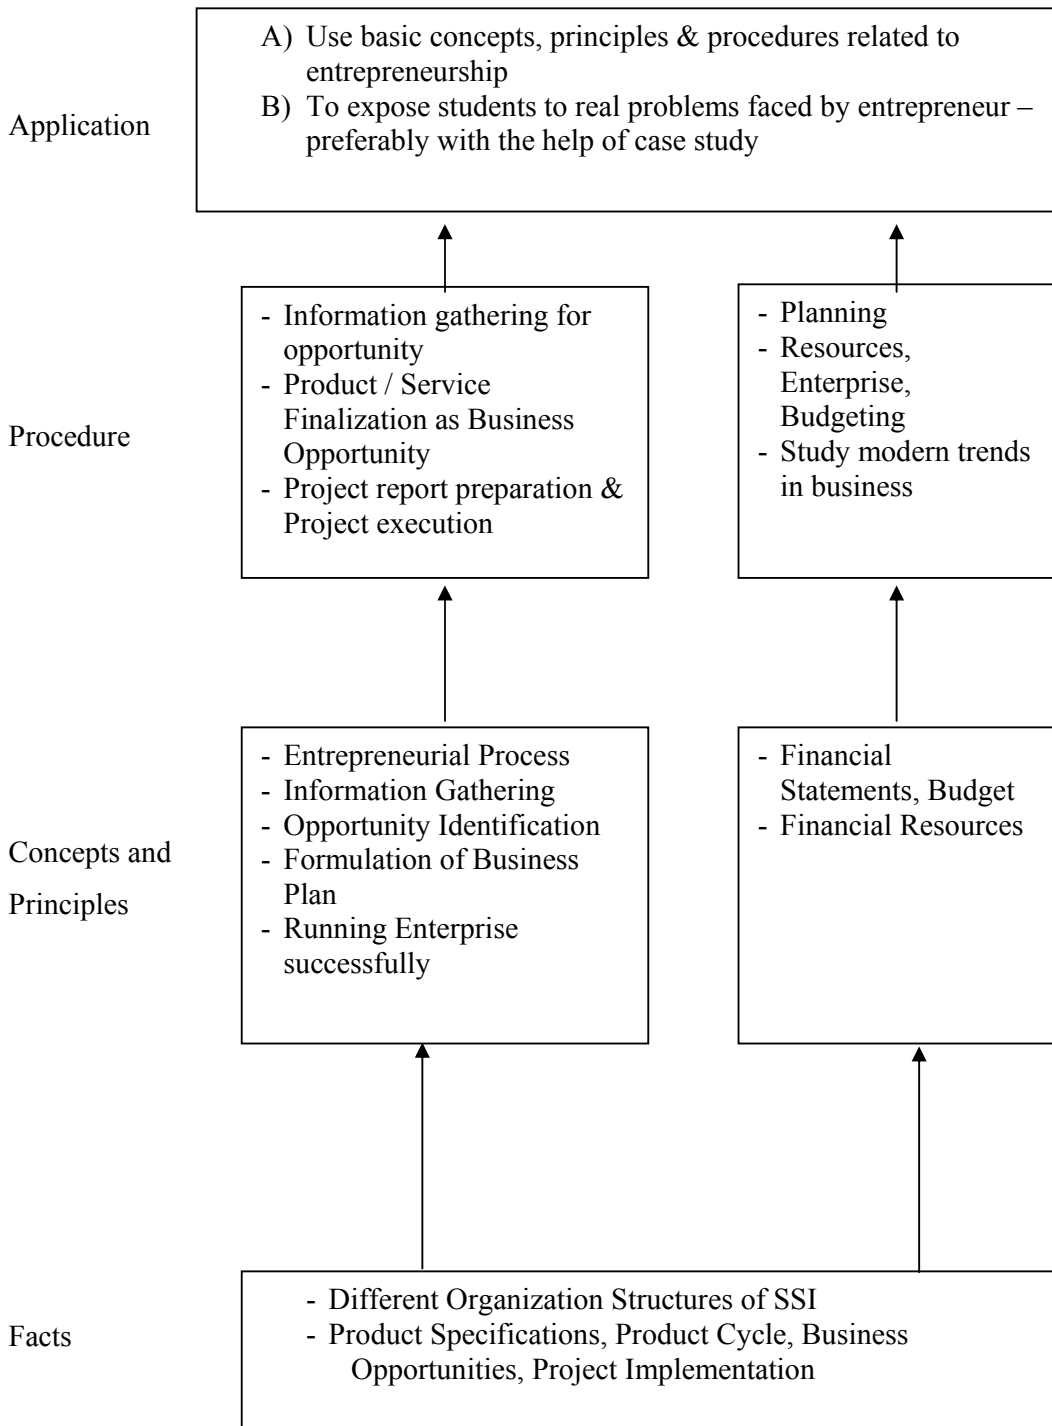 A) Use basic concepts, principles & procedures related to
entrepreneurship
B) To expose students to real problems faced by entrepreneur –
preferably with the help of case study
Application
- Information gathering for
opportunity
- Product / Service
Finalization as Business
Opportunity
- Project report preparation &
Project execution
- Planning
- Resources,
Enterprise,
Budgeting
- Study modern trends
in business
Procedure
- Entrepreneurial Process
- Information Gathering
- Opportunity Identification
- Formulation of Business
Plan
- Running Enterprise
successfully
- Financial
Statements, Budget
- Financial Resources
Concepts and
Principles
- Different Organization Structures of SSI
- Product Specifications, Product Cycle, Business
Opportunities, Project Implementation
Facts